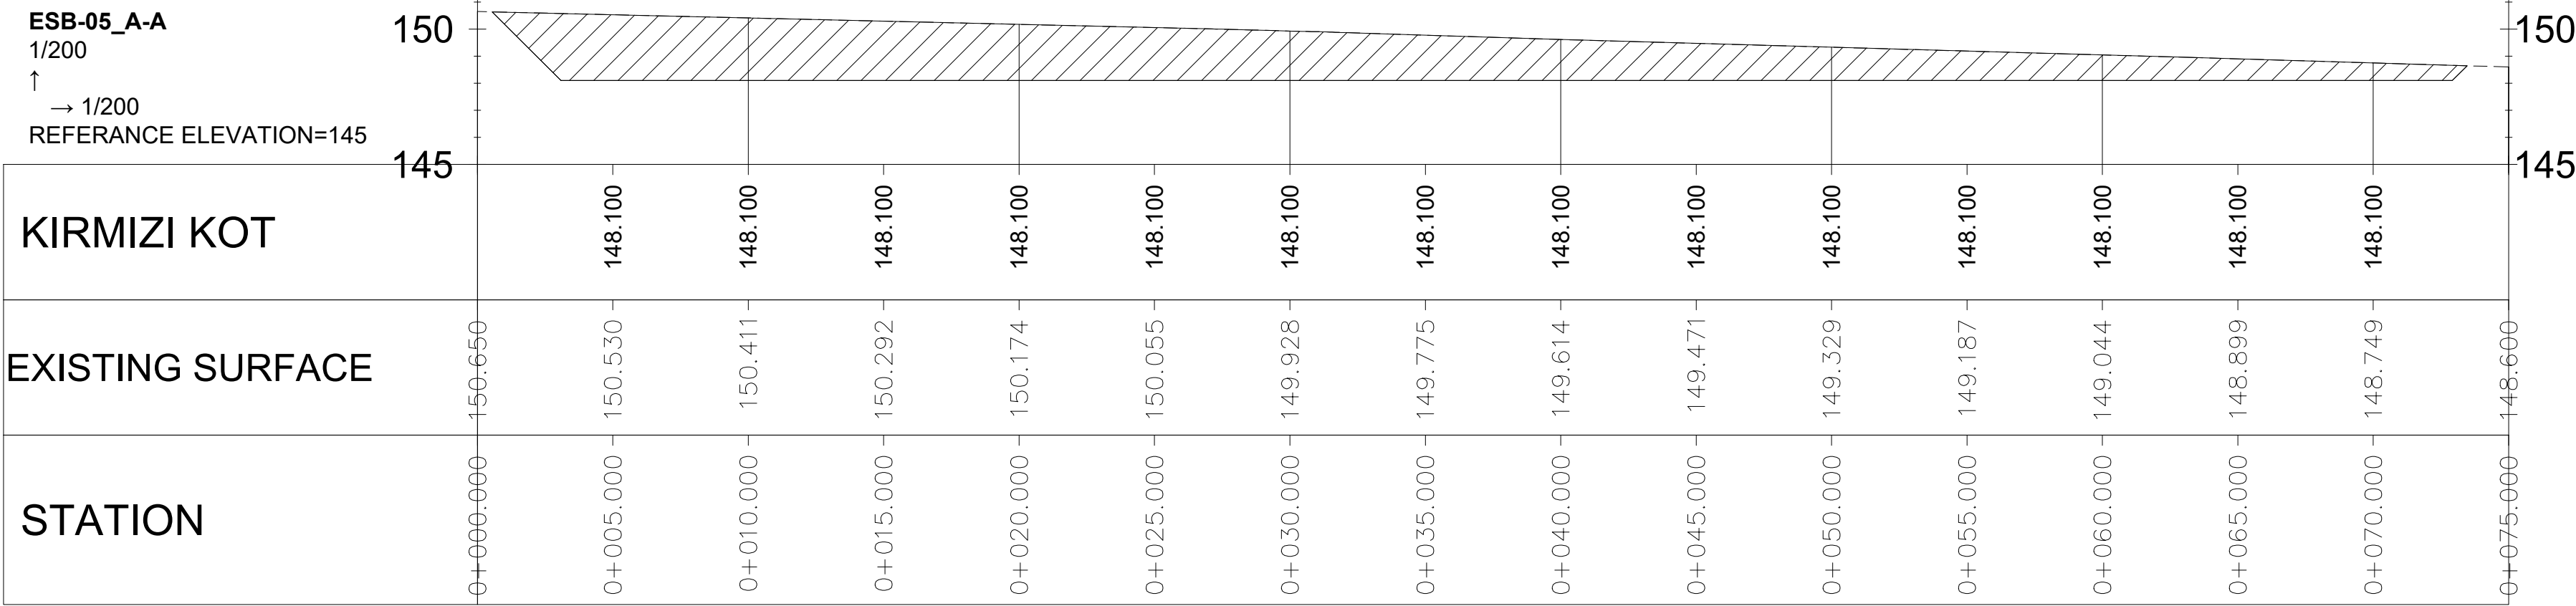 ESB-05_A-A
1/200
↑
→ 1/200
REFERANCE ELEVATION=145
150
150
145
145
KIRMIZI KOT
148.100 148.100 148.100 148.100 148.100 148.100 148.100 148.100 148.100 148.100 148.100 148.100 148.100 148.100
EXISTING SURFACE
150.650 150.530 150.411 150.292 150.174 150.055 149.928 149.775 149.614 149.471 149.329 149.187 149.044 148.899 148.749 148.600
STATION
0+000.000 0+005.000 0+010.000 0+015.000 0+020.000 0+025.000 0+030.000 0+035.000 0+040.000 0+045.000 0+050.000 0+055.000 0+060.000 0+065.000 0+070.000 0+075.000